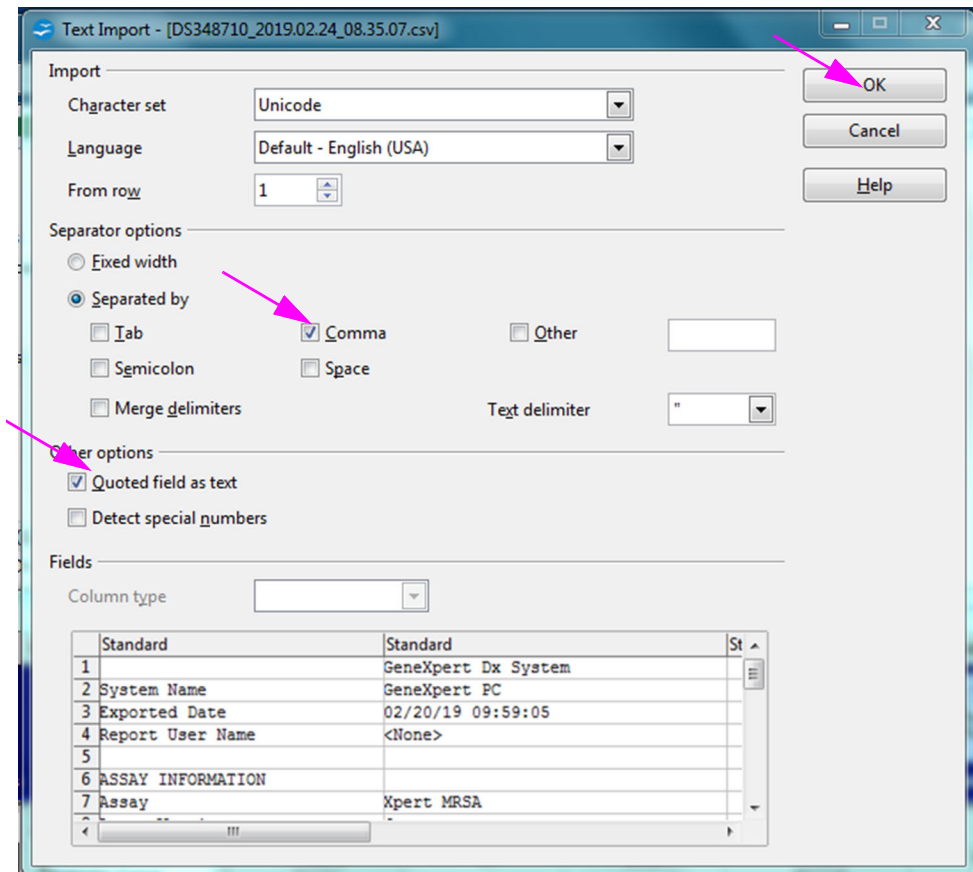 Text Import - [DS348710_2019.02.24_08.35.07.csv]
Import
Character set Unicode
OK
Language Default - English (USA)
Cancel
From row 1
Help
Separator options
Fixed width
Separated by
Tab Comma Other
Semicolon Space
Merge delimiters Text delimiter "
Other options
Quoted field as text
Detect special numbers
Fields
Column type
Standard Standard St
1 GeneXpert Dx System
2 System Name GeneXpert PC
3 Exported Date 02/20/19 09:59:05
4 Report User Name <None>
5
6 ASSAY INFORMATION
7 Assay Xpert MRSA